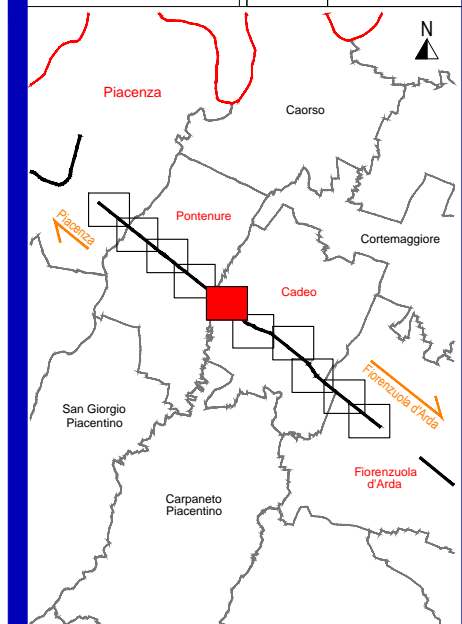 N
Piacenza
Caorso
Piacenza
Pontenure
Cortemaggiore
Cadeo
Fiorenzuola d'Arda
San Giorgio
Piacentino
Fiorenzuola
d'Arda
Carpaneto
Piacentino